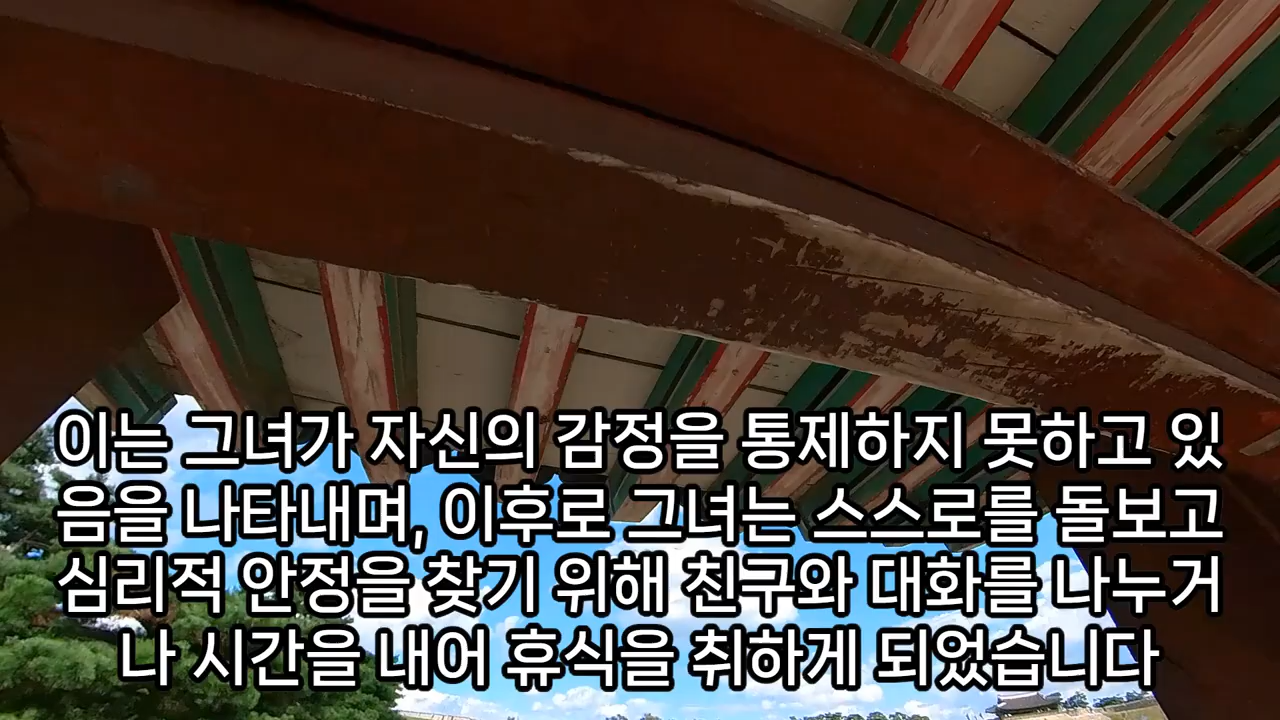 이는 그녀가 자신의 감정을 통제하지 못하고 있
음을 나타내며, 이후로 그녀는 스스로를 돌보고
심리적 안정을 찾기 위해 친구와 대화를 나누거
나 시간을 내어 휴식을 취하게 되었습니다